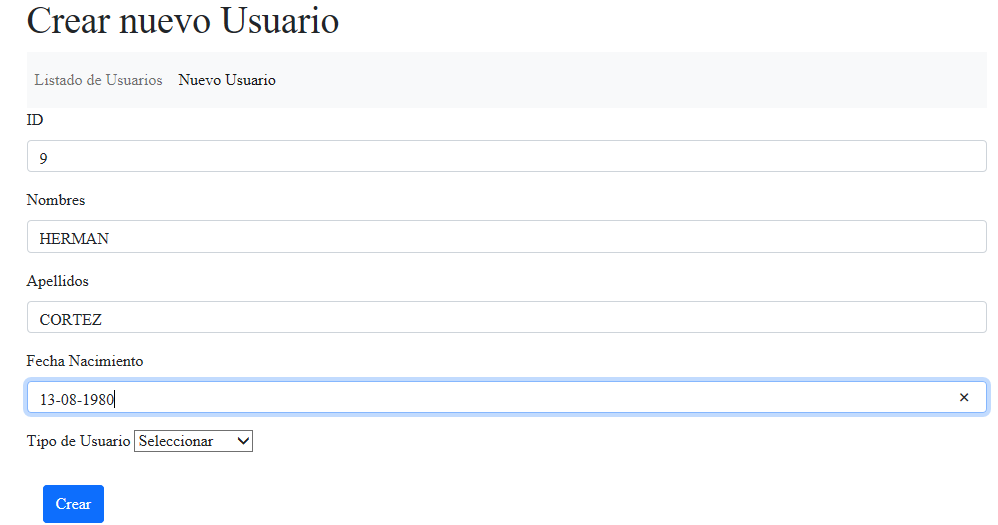 Crear nuevo Usuario
Listado de Usuarios Nuevo Usuario
ID
9
Nombres
HERMAN
Apellidos
CORTEZ
Fecha Nacimiento
13-08-1980
Tipo de Usuario Seleccionar
Crear